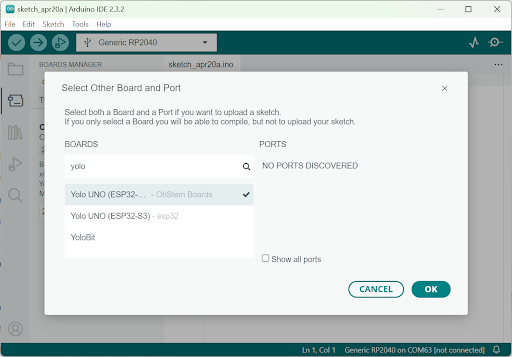 sketch_apr20a | Arduino IDE 2.3.2
File Edit Sketch Tools Help
Generic RP2040
BOARDS MANAGER
sketch_apr20a.ino
Select Other Board and Port
Select both a Board and a Port if you want to upload a sketch.
If you only select a Board you will be able to compile, but not to upload your sketch.
BOARDS
PORTS
yolo
NO PORTS DISCOVERED
Yolo UNO (ESP32-... - OhStem Boards
Yolo UNO (ESP32-S3) - esp32
YoloBit
Show all ports
CANCEL
OK
Ln 1, Col 1 Generic RP2040 on COM63 [not connected]